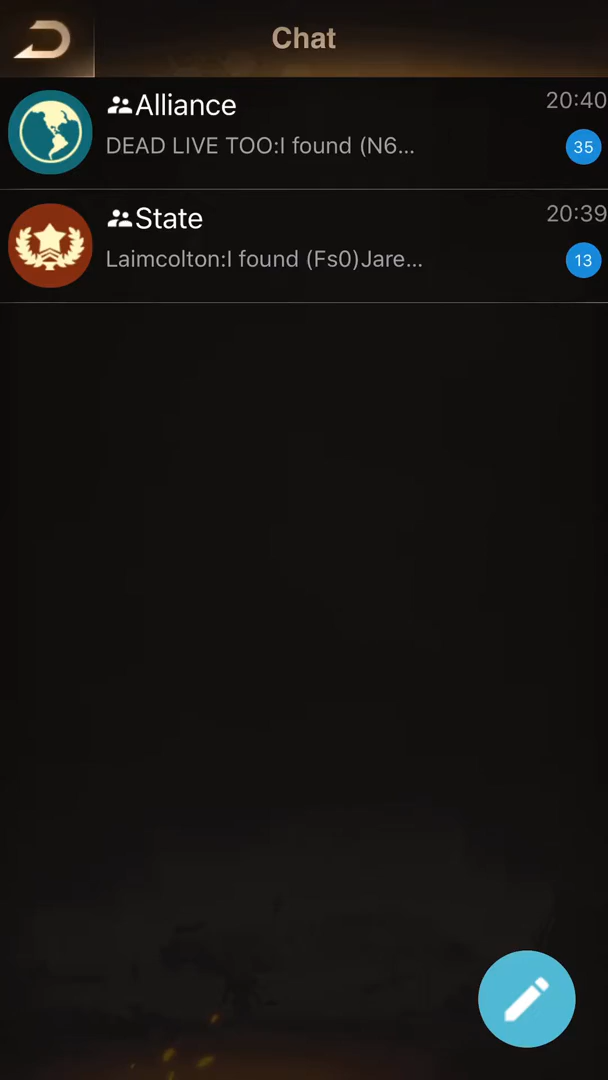 Chat
Alliance
20:40
DEAD LIVE TOO:I found (N6...
35
State
20:39
Laimcolton:I found (Fs0)Jare...
13